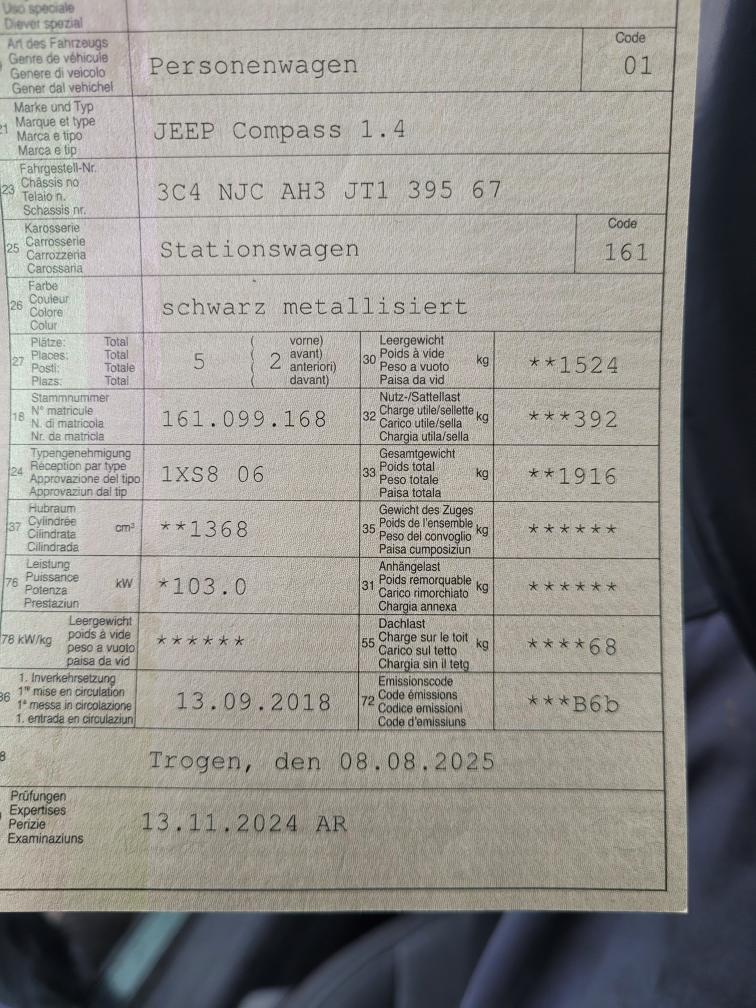 Uso speciale
Diever spezial
Art des Fahrzeugs
Genre de véhicule
Genere di veicolo
Gener dal vehichel
Personenwagen
Code
01
21
Marke und Typ
Marque et type
Marca e tipo
Marca e tip
JEEP Compass 1.4
23
Fahrgestell-Nr.
Châssis no
Telaio n.
Schassis nr.
3C4 NJC AH3 JT1 395 67
25
Karosserie
Carrosserie
Carrozzeria
Carossaria
Stationswagen
Code
161
26
Farbe
Couleur
Colore
Colur
schwarz metallisiert
27
Plätze: Total
Places: Total
Posti: Totale
Plazs: Total
5
( vorne)
( 2 avant)
( anteriori)
( davant)
30
Leergewicht
Poids à vide kg
Peso a vuoto
Paisa da vid
**1524
18
Stammnummer
N° matricule
N. di matricola
Nr. da matricla
161.099.168
32
Nutz-/Sattellast
Charge utile/sellette kg
Carico utile/sella
Chargia utila/sella
***392
24
Typengenehmigung
Réception par type
Approvazione del tipo
Approvaziun dal tip
1XS8 06
33
Gesamtgewicht
Poids total kg
Peso totale
Paisa totala
**1916
37
Hubraum
Cylindrée cm³
Cilindrata
Cilindrada
**1368
35
Gewicht des Zuges
Poids de l'ensemble kg
Peso del convoglio
Paisa cumposiziun
******
76
Leistung
Puissance kW
Potenza
Prestaziun
*103.0
31
Anhängelast
Poids remorquable kg
Carico rimorchiato
Chargia annexa
******
78 kW/kg
Leergewicht
poids à vide
peso a vuoto
paisa da vid
******
55
Dachlast
Charge sur le toit kg
Carico sul tetto
Chargia sin il tetg
****68
36
1. Inverkehrsetzung
1re mise en circulation
1a messa in circolazione
1. entrada en circulaziun
13.09.2018
72
Emissionscode
Code émissions
Codice emissioni
Code d'emissiuns
***B6b
8
Trogen, den 08.08.2025
Prüfungen
Expertises
Perizie
Examinaziuns
13.11.2024 AR